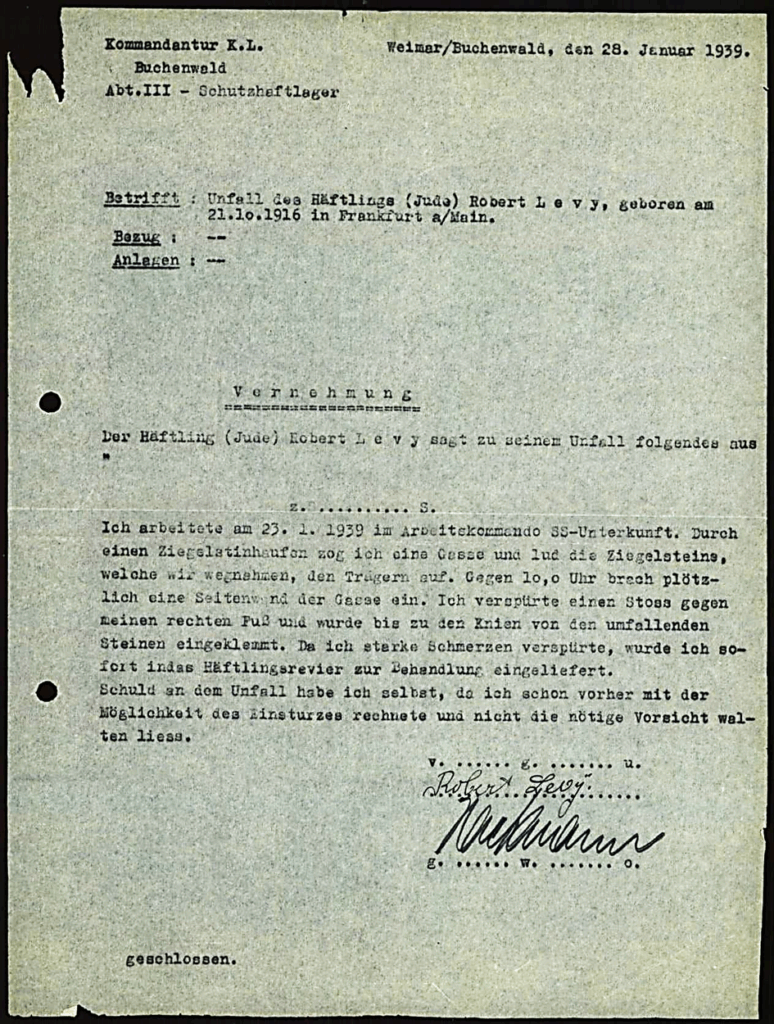 Kommandantur K.L.
Weimar/Buchenwald, den 28. Januar 1939.
Buchenwald
Abt.III - Schutzhaftlager
Betrifft : Unfall des Häftlings (Jude) Robert L e v y, geboren am
21.1o.1916 in Frankfurt a/Main.
Bezug : --
Anlagen : --
V e r n e h m u n g
Der Häftling (Jude) Robert L e v y sagt zu seinem Unfall folgendes aus
"
z.S.......... S.
Ich arbeitete am 23. 1. 1939 im Arbeitskommando SS-Unterkunft. Durch
einen Ziegelstinhaufen zog ich eine Gasse und lud die Ziegelsteine,
welche wir wegnahmen, den Trägern auf. Gegen 1o,o Uhr brach plötz-
lich eine Seitenwand der Gasse ein. Ich verspürte einen Stoss gegen
meinen rechten Fuß und wurde bis zu den Knien von den umfallenden
Steinen eingeklemmt. Da ich starke Schmerzen verspürte, wurde ich so-
fort indas Häftlingsrevier zur Behandlung eingeliefert.
Schuld an dem Unfall habe ich selbst, da ich schon vorher mit der
Möglichkeit des Einsturzes rechnete und nicht die nötige Vorsicht wal-
ten liess.
v. ...... g. ....... u.
Robert Levy
g. ...... w. ....... o.
geschlossen.